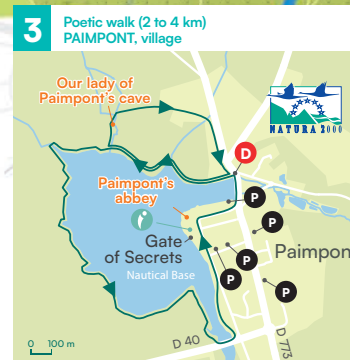 3
Poetic walk (2 to 4 km)
PAIMPONT, village
Our lady of
Paimpont's cave
NATURA 2000
D
Paimpont's
abbey
P
P
Gate
of Secrets
Paimpon
P
Nautical Base
P
P
0 100 m
D 40
D 773